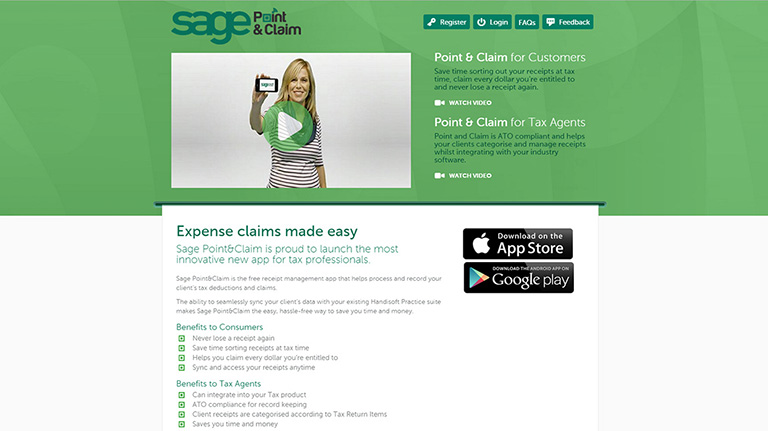 sage Point
& Claim
Register
Login
FAQs
Feedback
Point & Claim for Customers
Save time sorting out your receipts at tax
time, claim every dollar you're entitled to
and never lose a receipt again.
WATCH VIDEO
Point & Claim for Tax Agents
Point and Claim is ATO compliant and helps
your clients categorise and manage receipts
whilst integrating with your industry
software.
WATCH VIDEO
Expense claims made easy
Sage Point&Claim is proud to launch the most
innovative new app for tax professionals.
Sage Point&Claim is the free receipt management app that helps process and record your
client's tax deductions and claims.
The ability to seamlessly sync your client's data with your existing Handisoft Practice suite
makes Sage Point&Claim the easy, hassle-free way to save you time and money.
Benefits to Consumers
Never lose a receipt again
Save time sorting receipts at tax time
Helps you claim every dollar you're entitled to
Sync and access your receipts anytime
Benefits to Tax Agents
Can integrate into your Tax product
ATO compliance for record keeping
Client receipts are categorised according to Tax Return Items
Saves you time and money
Download on the
App Store
DOWNLOAD THE ANDROID APP ON
Google play